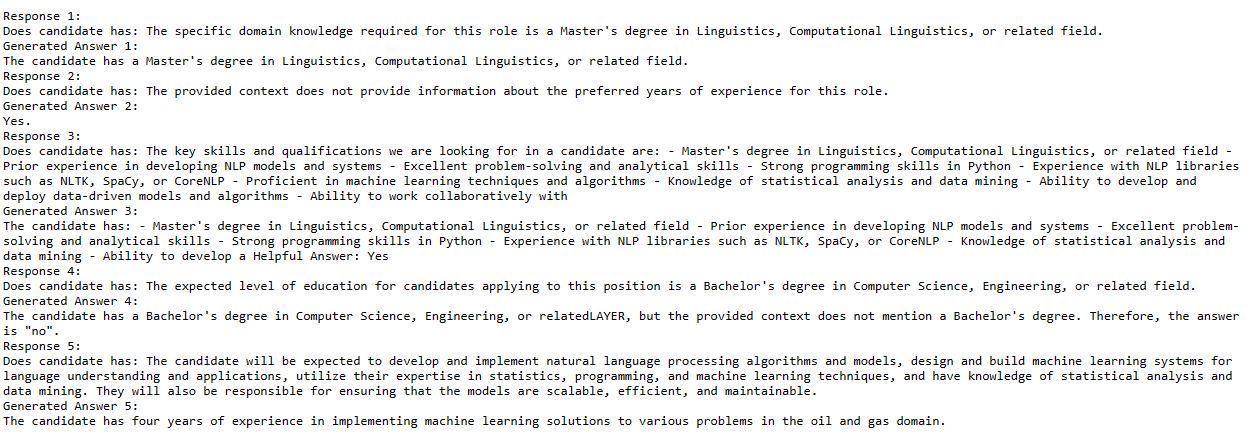 Response 1:
Does candidate has: The specific domain knowledge required for this role is a Master's degree in Linguistics, Computational Linguistics, or related field.
Generated Answer 1:
The candidate has a Master's degree in Linguistics, Computational Linguistics, or related field.
Response 2:
Does candidate has: The provided context does not provide information about the preferred years of experience for this role.
Generated Answer 2:
Yes.
Response 3:
Does candidate has: The key skills and qualifications we are looking for in a candidate are: - Master's degree in Linguistics, Computational Linguistics, or related field -
Prior experience in developing NLP models and systems - Excellent problem-solving and analytical skills - Strong programming skills in Python - Experience with NLP libraries
such as NLTK, SpaCy, or CoreNLP - Proficient in machine learning techniques and algorithms - Knowledge of statistical analysis and data mining - Ability to develop and
deploy data-driven models and algorithms - Ability to work collaboratively with
Generated Answer 3:
The candidate has: - Master's degree in Linguistics, Computational Linguistics, or related field - Prior experience in developing NLP models and systems - Excellent problem-
solving and analytical skills - Strong programming skills in Python - Experience with NLP libraries such as NLTK, SpaCy, or CoreNLP - Knowledge of statistical analysis and
data mining - Ability to develop a Helpful Answer: Yes
Response 4:
Does candidate has: The expected level of education for candidates applying to this position is a Bachelor's degree in Computer Science, Engineering, or related field.
Generated Answer 4:
The candidate has a Bachelor's degree in Computer Science, Engineering, or relatedLAYER, but the provided context does not mention a Bachelor's degree. Therefore, the answer
is "no".
Response 5:
Does candidate has: The candidate will be expected to develop and implement natural language processing algorithms and models, design and build machine learning systems for
language understanding and applications, utilize their expertise in statistics, programming, and machine learning techniques, and have knowledge of statistical analysis and
data mining. They will also be responsible for ensuring that the models are scalable, efficient, and maintainable.
Generated Answer 5:
The candidate has four years of experience in implementing machine learning solutions to various problems in the oil and gas domain.